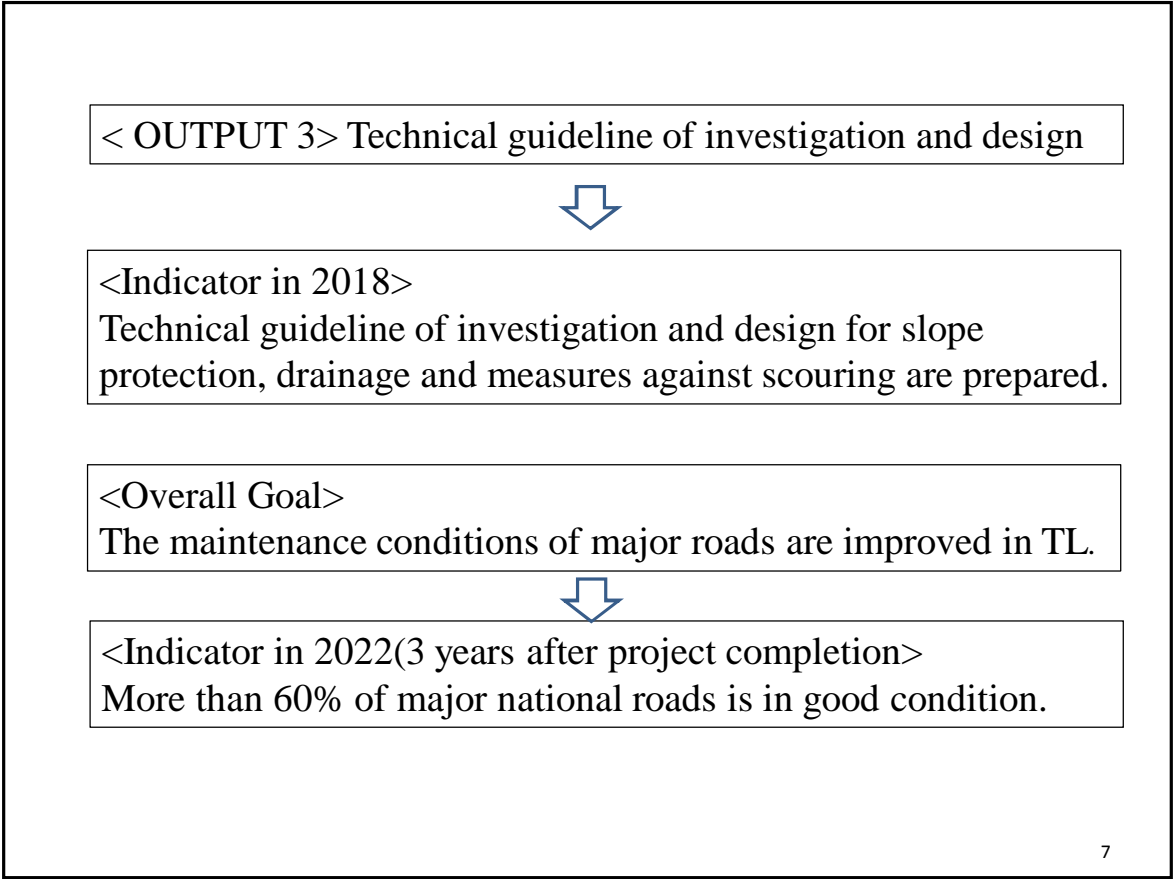 < OUTPUT 3> Technical guideline of investigation and design
<Indicator in 2018>
Technical guideline of investigation and design for slope
protection, drainage and measures against scouring are prepared.
<Overall Goal>
The maintenance conditions of major roads are improved in TL.
<Indicator in 2022(3 years after project completion>
More than 60% of major national roads is in good condition.
7